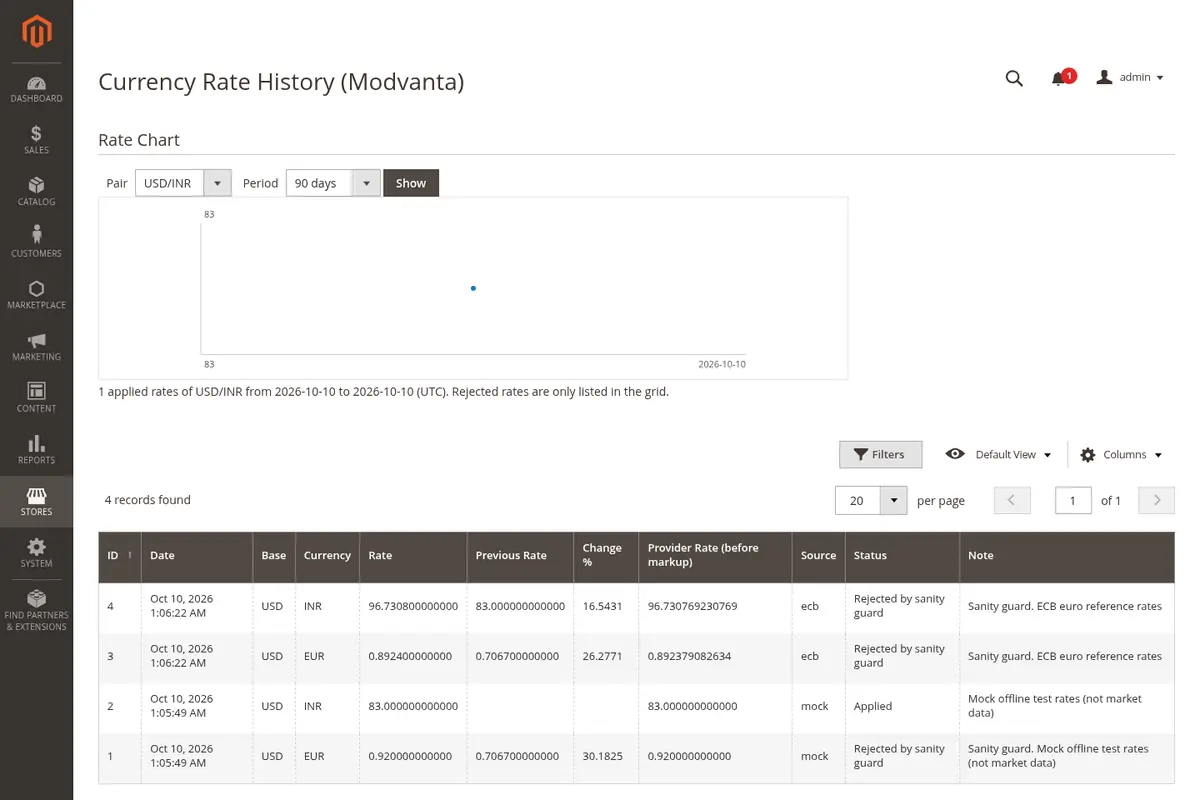 Currency Rate History (Modvanta)
1
admin
DASHBOARD
SALES
CATALOG
CUSTOMERS
MARKETPLACE
MARKETING
CONTENT
REPORTS
STORES
SYSTEM
FIND PARTNERS
& EXTENSIONS
Rate Chart
Pair USD/INR Period 90 days Show
83
83 2026-10-10
1 applied rates of USD/INR from 2026-10-10 to 2026-10-10 (UTC). Rejected rates are only listed in the grid.
Filters Default View Columns
4 records found 20 per page 1 of 1
ID ↑ Date Base Currency Rate Previous Rate Change % Provider Rate (before markup) Source Status Note
4 Oct 10, 2026 1:06:22 AM USD INR 96.730800000000 83.000000000000 16.5431 96.730769230769 ecb Rejected by sanity guard Sanity guard. ECB euro reference rates
3 Oct 10, 2026 1:06:22 AM USD EUR 0.892400000000 0.706700000000 26.2771 0.892379082634 ecb Rejected by sanity guard Sanity guard. ECB euro reference rates
2 Oct 10, 2026 1:05:49 AM USD INR 83.000000000000 83.000000000000 mock Applied Mock offline test rates (not market data)
1 Oct 10, 2026 1:05:49 AM USD EUR 0.920000000000 0.706700000000 30.1825 0.920000000000 mock Rejected by sanity guard Sanity guard. Mock offline test rates (not market data)